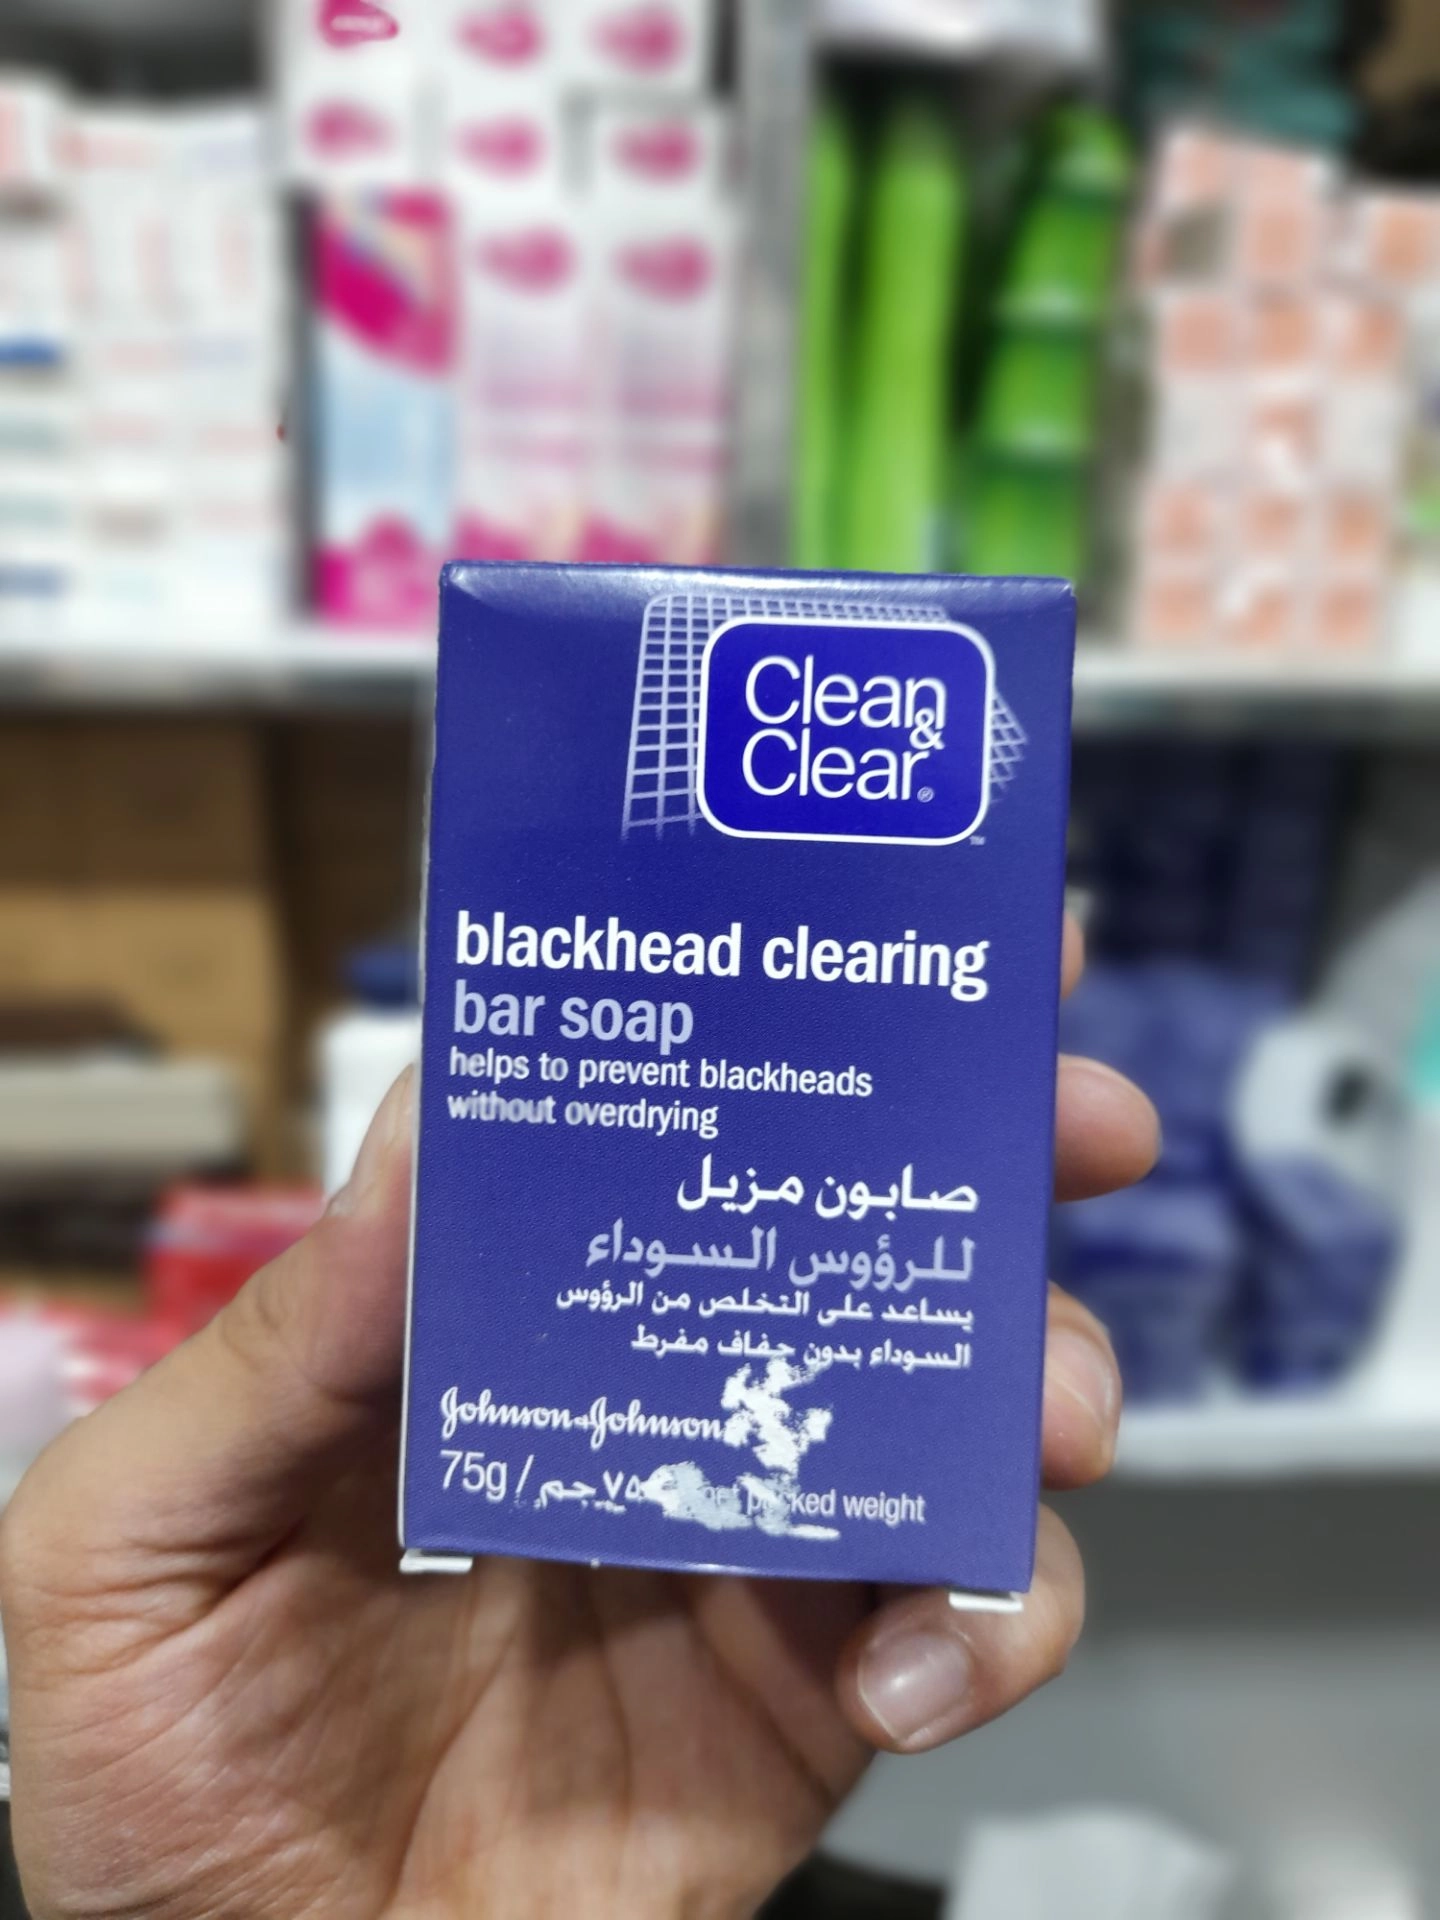 Clean
&
Clear®
™
blackhead clearing
bar soap
helps to prevent blackheads
without overdrying
صابون مزيل
للرؤوس السوداء
يساعد على التخلص من الرؤوس
السوداء بدون جفاف مفرط
Johnson+Johnson
75g / ٧٥ جم weight